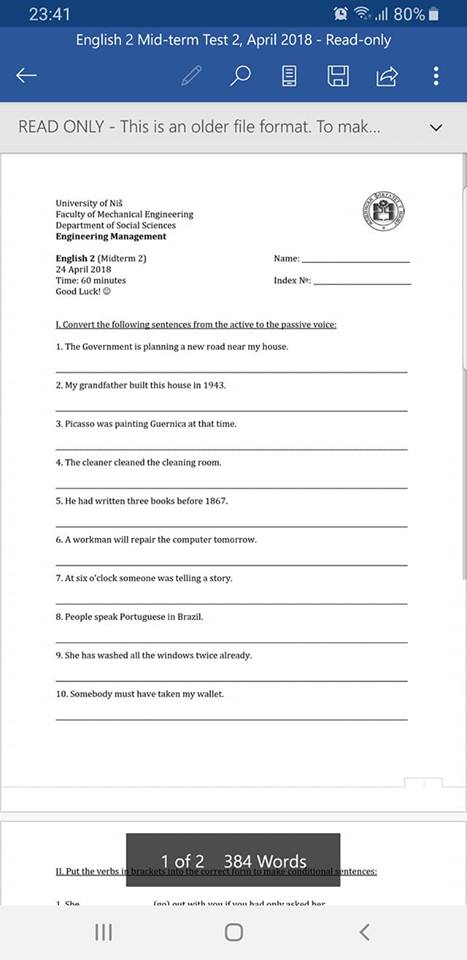 23:41 80%
English 2 Mid-term Test 2, April 2018 - Read-only
READ ONLY - This is an older file format. To mak...
University of Niš
Faculty of Mechanical Engineering
Department of Social Sciences
Engineering Management
English 2 (Midterm 2)
Name:
24 April 2018
Time: 60 minutes
Index №:
Good Luck! ☺
I. Convert the following sentences from the active to the passive voice:
1. The Government is planning a new road near my house.
2. My grandfather built this house in 1943.
3. Picasso was painting Guernica at that time.
4. The cleaner cleaned the cleaning room.
5. He had written three books before 1867.
6. A workman will repair the computer tomorrow.
7. At six o'clock someone was telling a story.
8. People speak Portuguese in Brazil.
9. She has washed all the windows twice already.
10. Somebody must have taken my wallet.
1 of 2 384 Words
II. Put the verbs in brackets into the correct form to make conditional sentences:
1. She (go) out with you if you had only asked her.